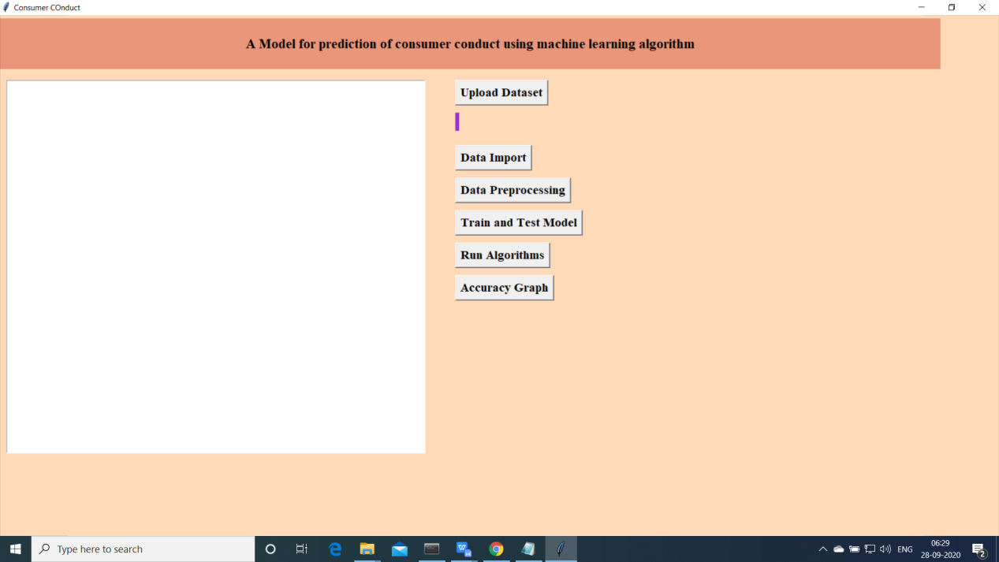 Consumer COnduct
A Model for prediction of consumer conduct using machine learning algorithm
Upload Dataset
Data Import
Data Preprocessing
Train and Test Model
Run Algorithms
Accuracy Graph
Type here to search
ENG
06:29
28-09-2020
2